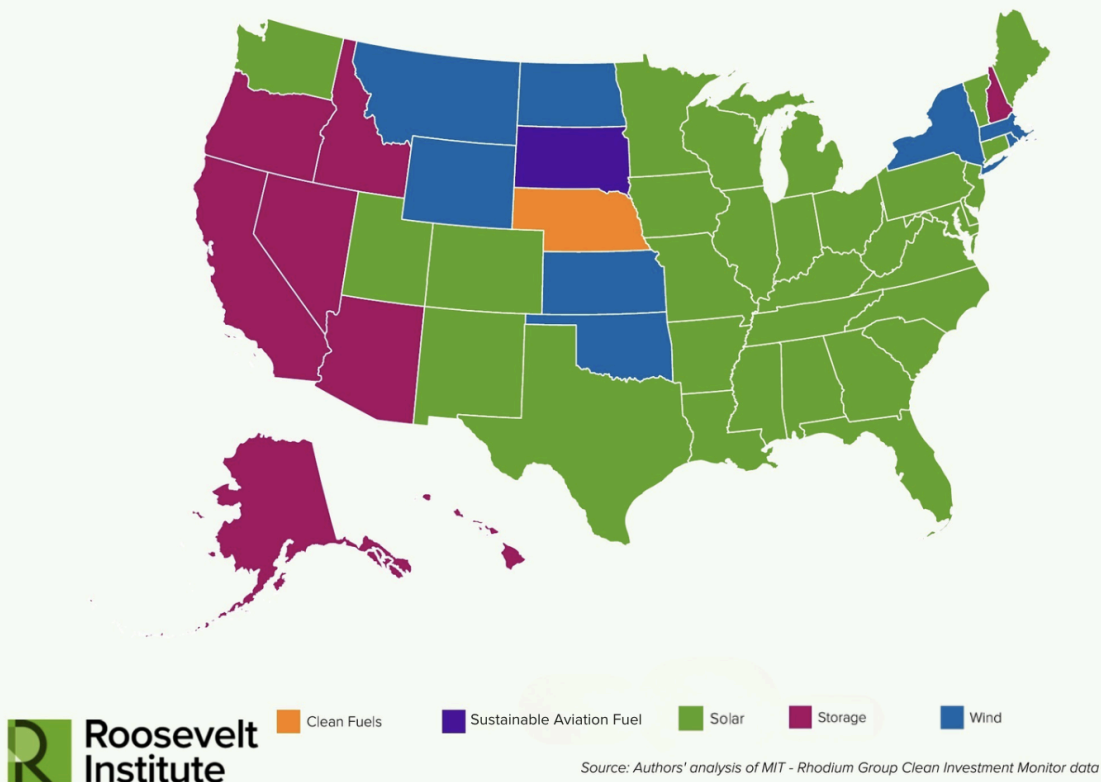 Clean Fuels
Sustainable Aviation Fuel
Solar
Storage
Wind
Roosevelt
Institute
Source: Authors' analysis of MIT - Rhodium Group Clean Investment Monitor data